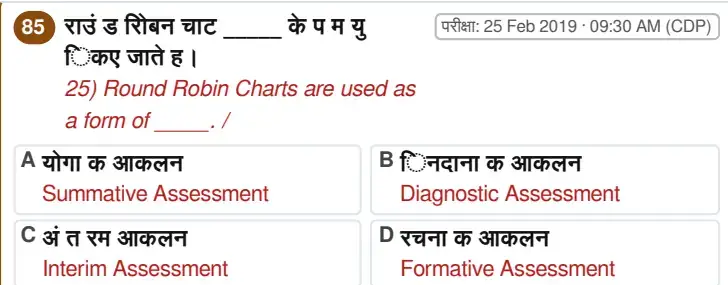 85 राउं ड रिोबन चाट _____ के प म यु परीक्षा: 25 Feb 2019 · 09:30 AM (CDP)
िकए जाते ह।
25) Round Robin Charts are used as
a form of _____. /
A योगा क आकलन B िनदाना क आकलन
Summative Assessment Diagnostic Assessment
C अं त रम आकलन D रचना क आकलन
Interim Assessment Formative Assessment